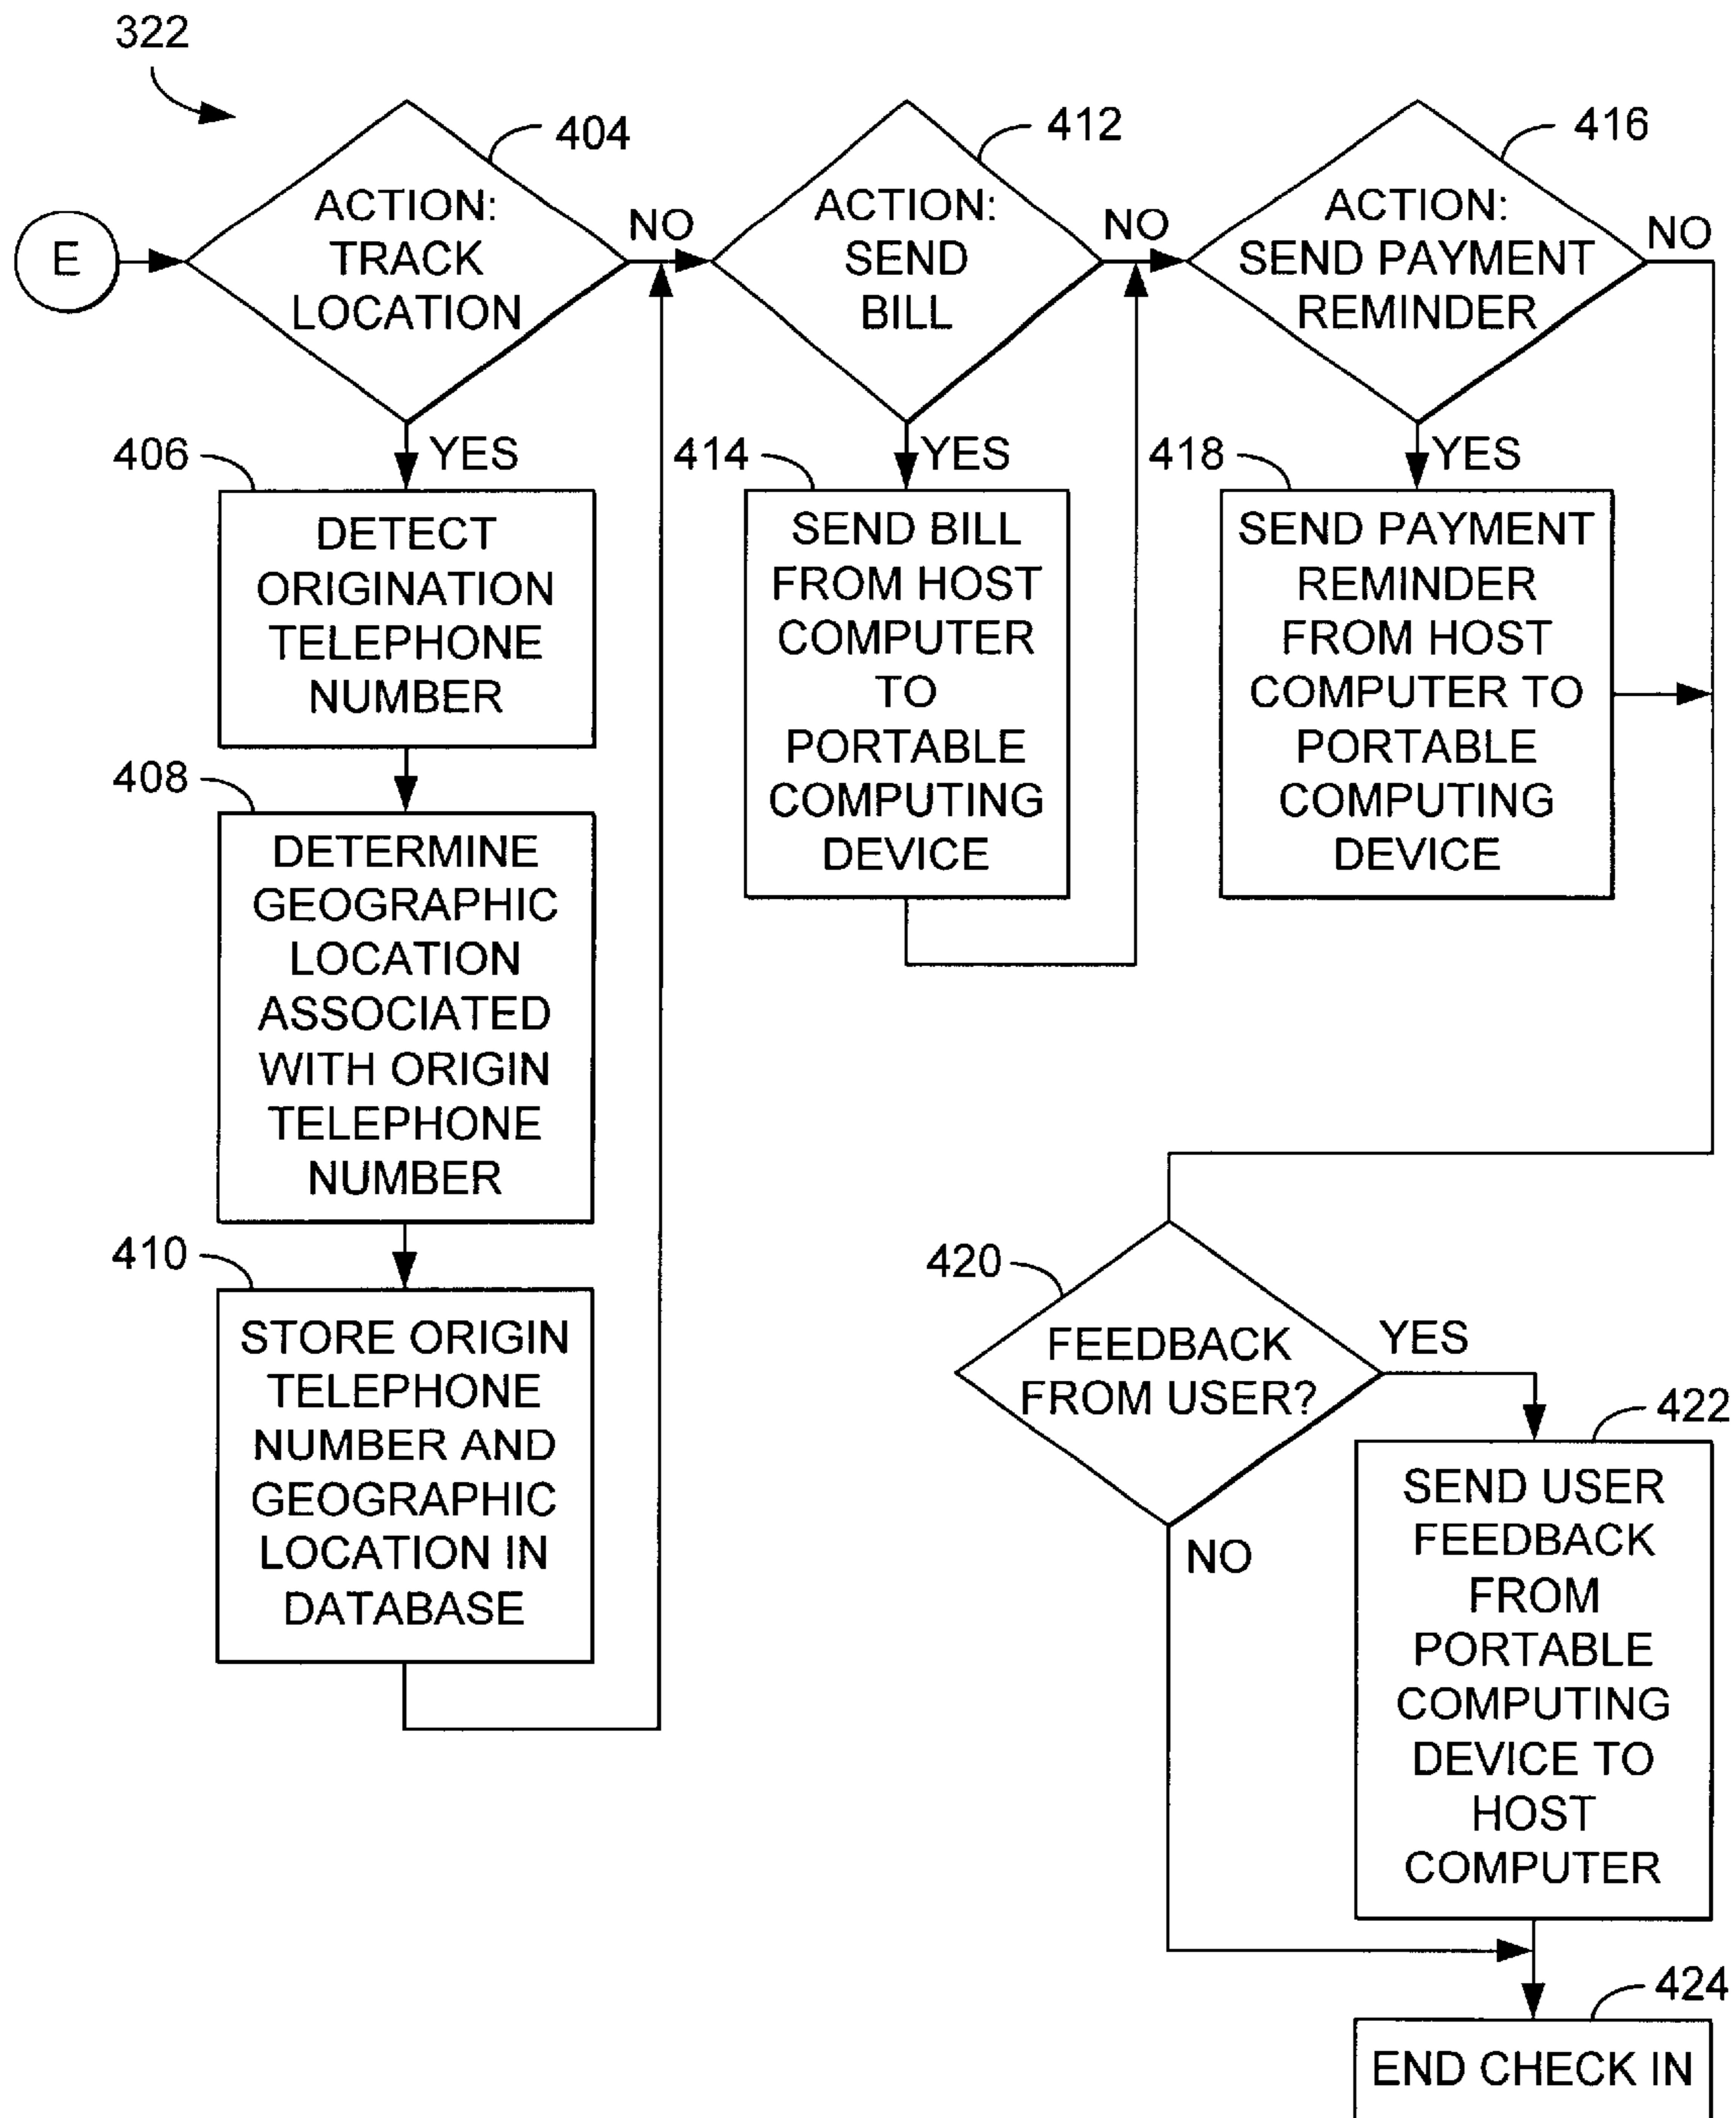 322
E
404
ACTION:
TRACK
LOCATION
NO
YES
406
DETECT
ORIGINATION
TELEPHONE
NUMBER
408
DETERMINE
GEOGRAPHIC
LOCATION
ASSOCIATED
WITH ORIGIN
TELEPHONE
NUMBER
410
STORE ORIGIN
TELEPHONE
NUMBER AND
GEOGRAPHIC
LOCATION IN
DATABASE
412
ACTION:
SEND
BILL
NO
YES
414
SEND BILL
FROM HOST
COMPUTER
TO
PORTABLE
COMPUTING
DEVICE
416
ACTION:
SEND PAYMENT
REMINDER
NO
YES
418
SEND PAYMENT
REMINDER
FROM HOST
COMPUTER TO
PORTABLE
COMPUTING
DEVICE
420
FEEDBACK
FROM USER?
YES
NO
422
SEND USER
FEEDBACK
FROM
PORTABLE
COMPUTING
DEVICE TO
HOST
COMPUTER
424
END CHECK IN